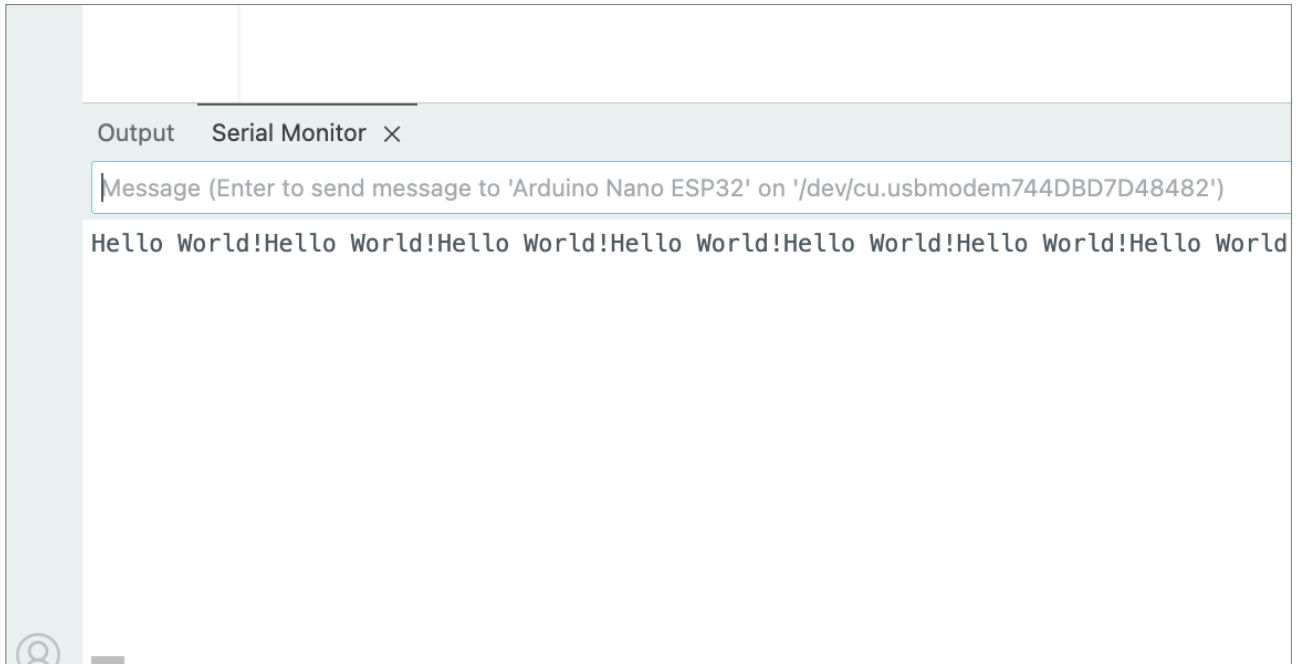 Output Serial Monitor
Message (Enter to send message to 'Arduino Nano ESP32' on '/dev/cu.usbmodem744DBD7D48482')
Hello World!Hello World!Hello World!Hello World!Hello World!Hello World!Hello World